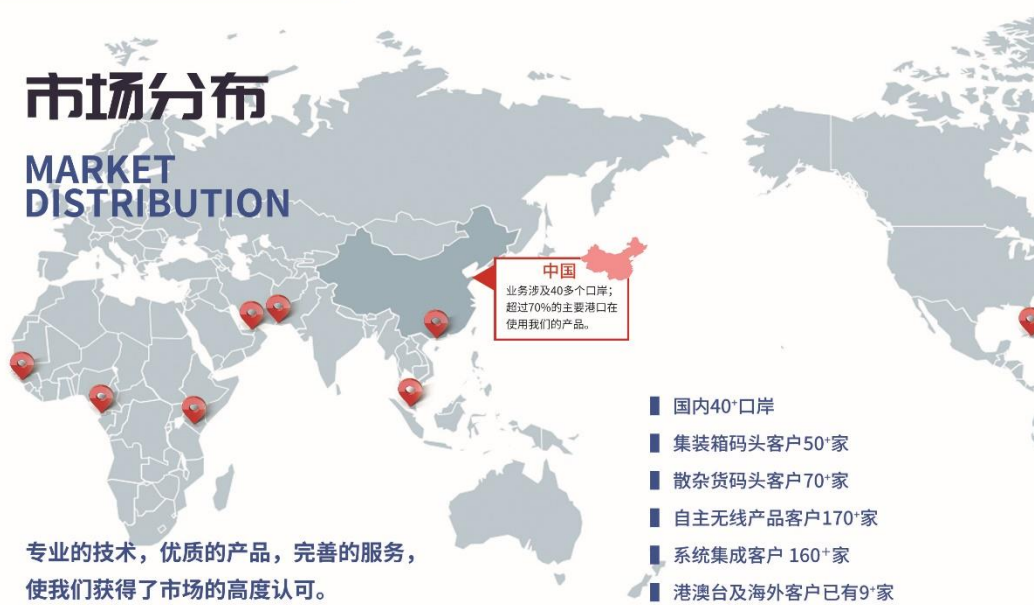 市场分布
MARKET
DISTRIBUTION
中国
业务涉及40多个口岸；
超过70%的主要港口在
使用我们的产品。
国内40⁺口岸
集装箱码头客户50⁺家
散杂货码头客户70⁺家
自主无线产品客户170⁺家
系统集成客户 160⁺家
港澳台及海外客户已有9⁺家
专业的技术，优质的产品，完善的服务，
使我们获得了市场的高度认可。